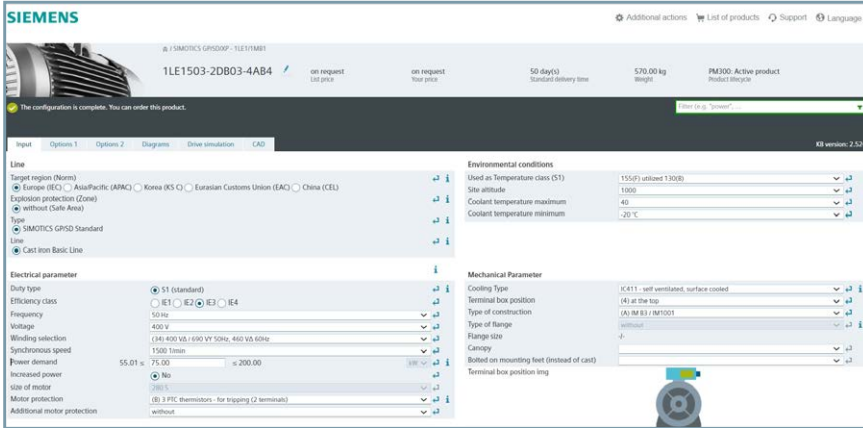 SIEMENS
Additional actions List of products Support Language
/ SIMOTICS GP/SD/XP - 1LE1/1MB1
1LE1503-2DB03-4AB4 on request on request 50 day(s) 570.00 kg PM300: Active product
List price Your price Standard delivery time Weight Product lifecycle
The configuration is complete. You can order this product.
Filter (e.g. "power", ...
Input Options 1 Options 2 Diagrams Drive simulation CAD
KB version: 2.52
Line
Target region (Norm)
Europe (IEC) Asia/Pacific (APAC) Korea (KS C) Eurasian Customs Union (EAC) China (CEL)
Explosion protection (Zone)
without (Safe Area)
Type
SIMOTICS GP/SD Standard
Line
Cast iron Basic Line
Environmental conditions
Used as Temperature class (S1) 155(F) utilized 130(B)
Site altitude 1000
Coolant temperature maximum 40
Coolant temperature minimum -20 °C
Electrical parameter
Duty type S1 (standard)
Efficiency class IE1 IE2 IE3 IE4
Frequency 50 Hz
Voltage 400 V
Winding selection (34) 400 VΔ / 690 VY 50Hz, 460 VΔ 60Hz
Synchronous speed 1500 1/min
Power demand 55.01 ≤ 75.00 ≤ 200.00 kW
Increased power No
size of motor 280 S
Motor protection (B) 3 PTC thermistors - for tripping (2 terminals)
Additional motor protection without
Mechanical Parameter
Cooling Type IC411 - self ventilated, surface cooled
Terminal box position (4) at the top
Type of construction (A) IM B3 / IM1001
Type of flange without
Flange size -/-
Canopy
Bolted on mounting feet (instead of cast)
Terminal box position img